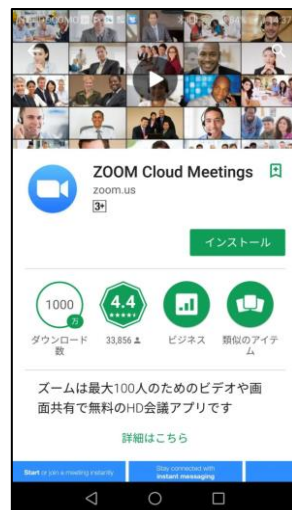 ZOOM Cloud Meetings
zoom.us
3+
インストール
1000
万
4.4
ダウンロード
数
33,856
ビジネス
類似のアイテ
ム
ズームは最大100人のためのビデオや画
面共有で無料のHD会議アプリです
詳細はこちら
Start or join a meeting instantly
Stay connected with
instant messaging